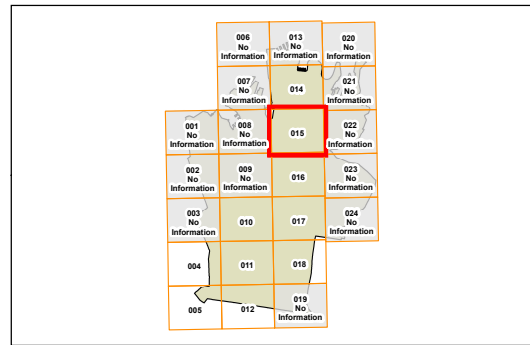 006
No
Information
013
No
Information
020
No
Information
007
No
Information
014
021
No
Information
001
No
Information
008
No
Information
015
022
No
Information
002
No
Information
009
No
Information
016
023
No
Information
003
No
Information
010
017
024
No
Information
004
011
018
005
012
019
No
Information